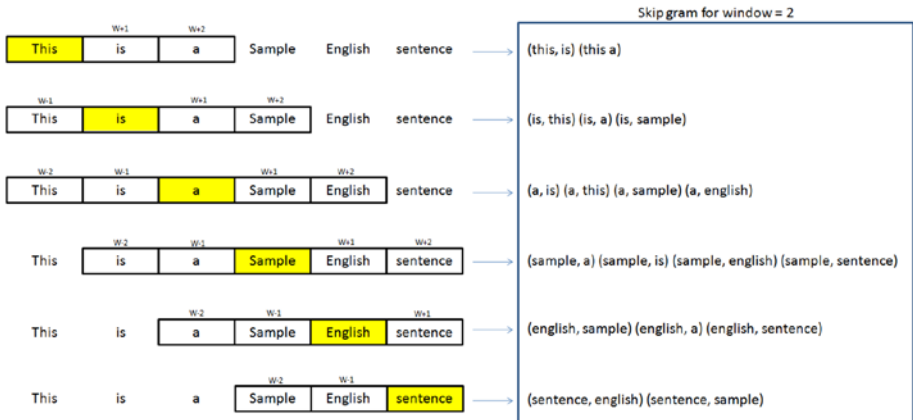 Skip gram for window = 2
W+1 W+2
This is a Sample English sentence (this, is) (this a)
W-1 W+1 W+2
This is a Sample English sentence (is, this) (is, a) (is, sample)
W-2 W-1 W+1 W+2
This is a Sample English sentence (a, is) (a, this) (a, sample) (a, english)
W-2 W-1 W+1 W+2
This is a Sample English sentence (sample, a) (sample, is) (sample, english) (sample, sentence)
W-2 W-1 W+1
This is a Sample English sentence (english, sample) (english, a) (english, sentence)
W-2 W-1
This is a Sample English sentence (sentence, english) (sentence, sample)